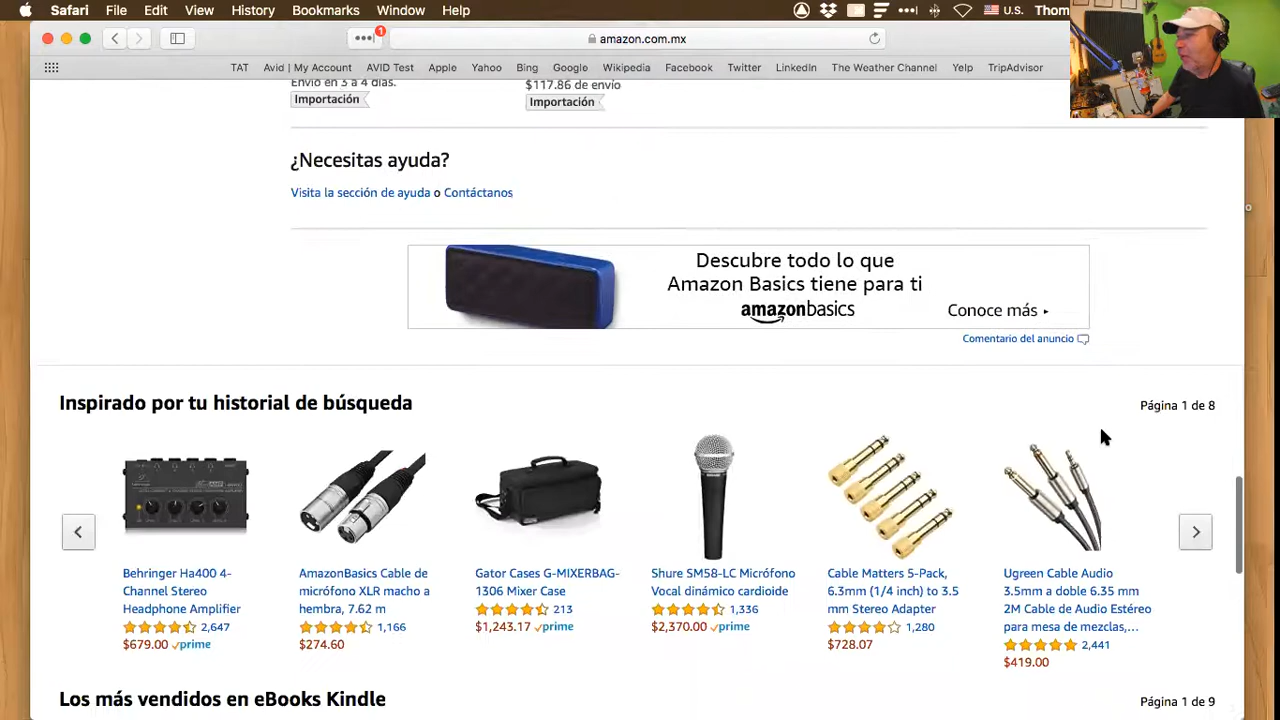 Safari File Edit View History Bookmarks Window Help U.S. Thom
1
amazon.com.mx
TAT Avid | My Account AVID Test Apple Yahoo Bing Google Wikipedia Facebook Twitter LinkedIn The Weather Channel Yelp TripAdvisor
Envío en 3 a 4 días.
$117.86 de envío
Importación
Importación
¿Necesitas ayuda?
Visita la sección de ayuda o Contáctanos
Descubre todo lo que
Amazon Basics tiene para ti
amazonbasics
Conoce más ▸
Comentario del anuncio
Inspirado por tu historial de búsqueda
Página 1 de 8
Behringer Ha400 4-
Channel Stereo
Headphone Amplifier
2,647
$679.00 prime
AmazonBasics Cable de
micrófono XLR macho a
hembra, 7.62 m
1,166
$274.60
Gator Cases G-MIXERBAG-
1306 Mixer Case
213
$1,243.17 prime
Shure SM58-LC Micrófono
Vocal dinámico cardioide
1,336
$2,370.00 prime
Cable Matters 5-Pack,
6.3mm (1/4 inch) to 3.5
mm Stereo Adapter
1,280
$728.07
Ugreen Cable Audio
3.5mm a doble 6.35 mm
2M Cable de Audio Estéreo
para mesa de mezclas,...
2,441
$419.00
Los más vendidos en eBooks Kindle
Página 1 de 9